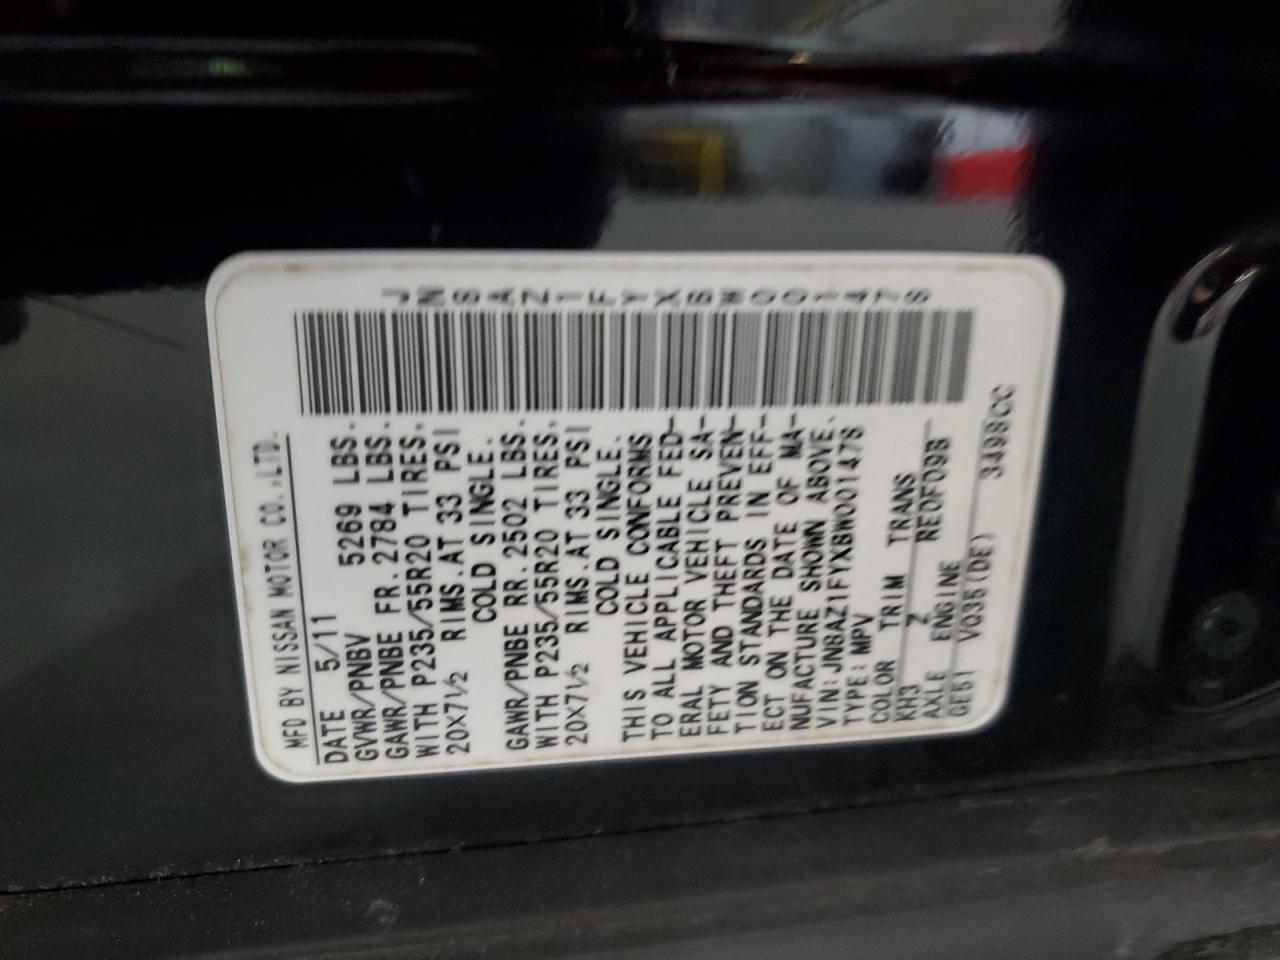 MFD BY NISSAN MOTOR CO.,LTD.
DATE 5/11
GVWR/PNBV 5269 LBS.
GAWR/PNBE FR.2784 LBS.
WITH P235/55R20 TIRES,
20X7½ RIMS.AT 33 PSI
COLD SINGLE.
GAWR/PNBE RR.2502 LBS.
WITH P235/55R20 TIRES,
20X7½ RIMS.AT 33 PSI
COLD SINGLE.
THIS VEHICLE CONFORMS
TO ALL APPLICABLE FED-
ERAL MOTOR VEHICLE SA-
FETY AND THEFT PREVEN-
TION STANDARDS IN EFF-
ECT ON THE DATE OF MA-
NUFACTURE SHOWN ABOVE.
VIN:JN8AZ1FYXBW001478
TYPE:MPV
COLOR TRIM TRANS
KH3 Z RE0F09B
AXLE ENGINE
GE51 VQ35(DE) 3498CC
JN8AZ1FYXBW001478